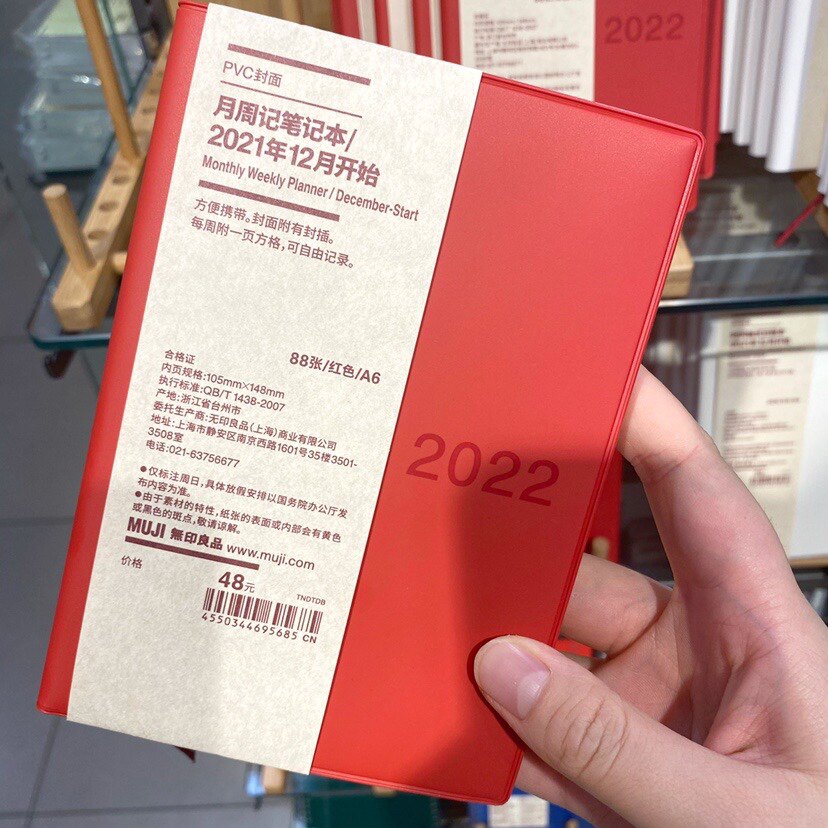 PVC封面
月周记笔记本/
2021年12月开始
Monthly Weekly Planner / December-Start
方便携带。封面附有封插。
每周附一页方格,可自由记录。
88张/红色/A6
合格证
内页规格:105mm×148mm
执行标准:QB/T 1438-2007
产地:浙江省台州市
委托生产商:无印良品(上海)商业有限公司
地址:上海市静安区南京西路1601号35楼3501-
3508室
电话:021-63756677
●仅标注周日,具体放假安排以国务院办公厅发
布内容为准。
●由于素材的特性,纸张的表面或内部会有黄色
或黑色的斑点,敬请谅解。
MUJI 無印良品 www.muji.com
价格
48元
TNDTDB
4550344695685 CN
2022
2022